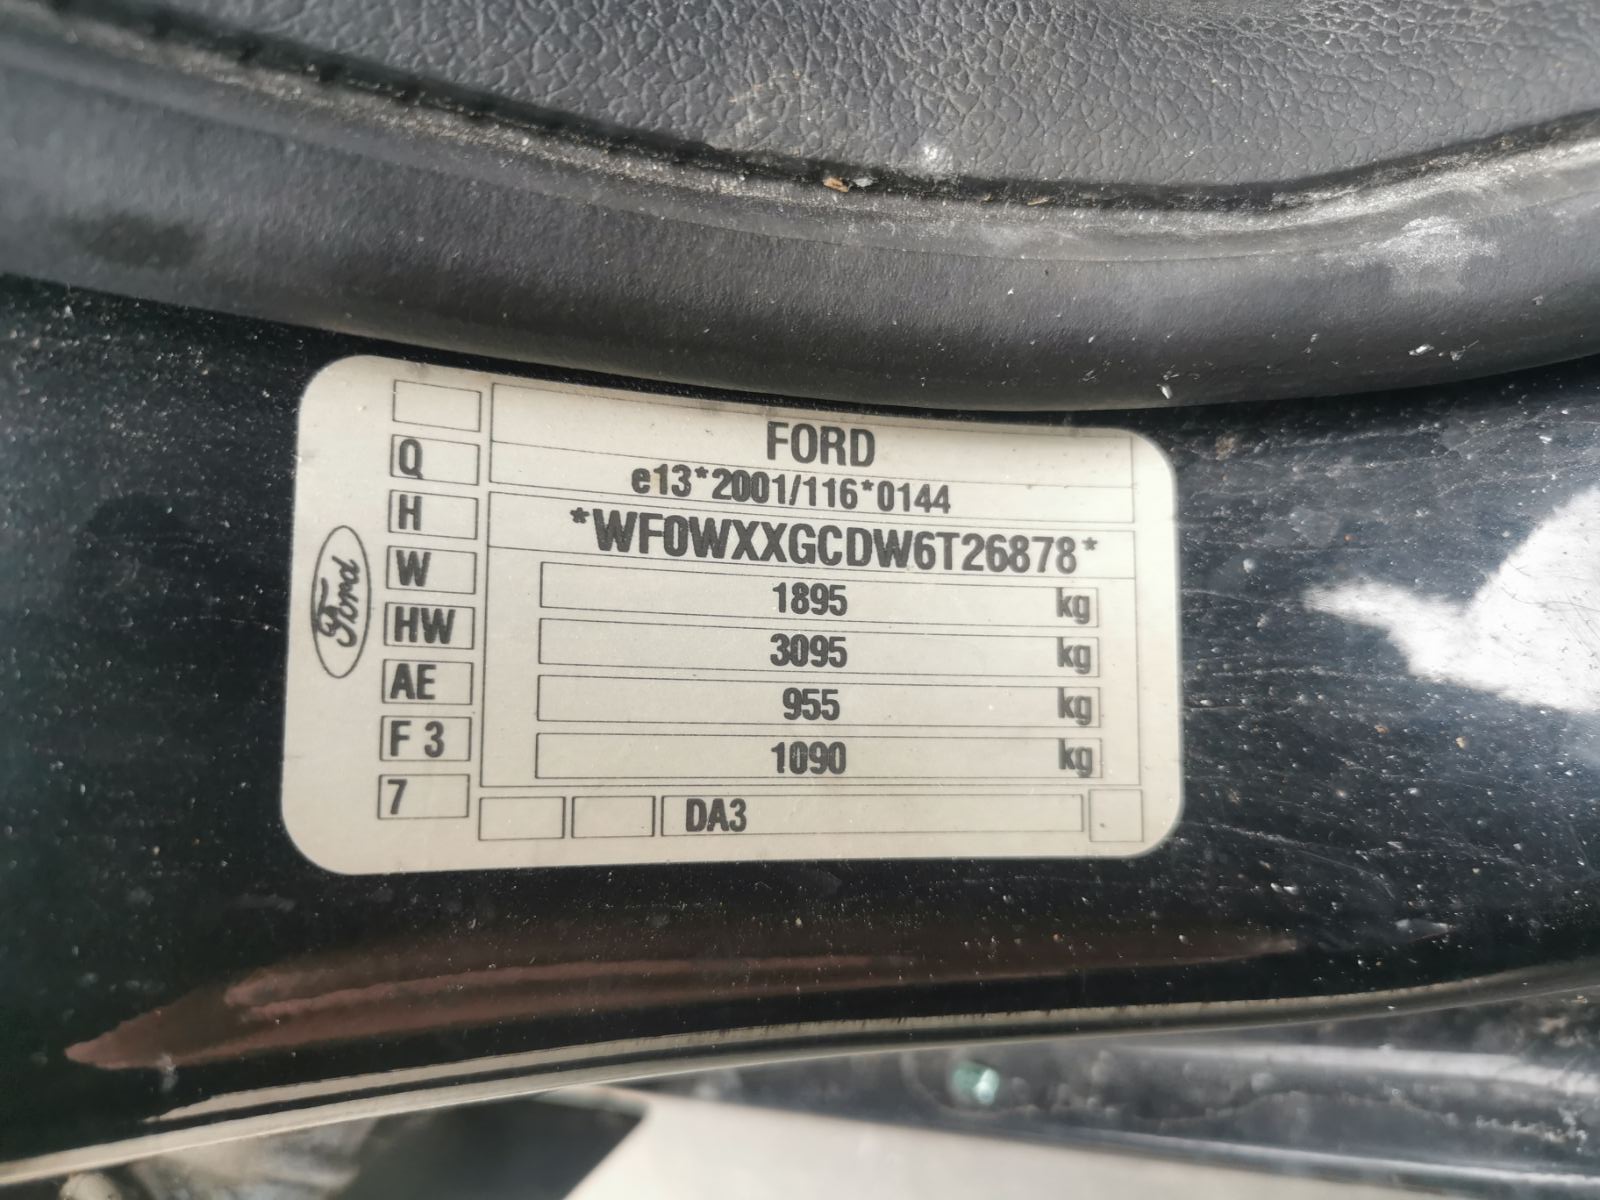 FORD
e13*2001/116*0144
*WF0WXXGCDW6T26878*
1895 kg
3095 kg
955 kg
1090 kg
DA3
Q
H
W
HW
AE
F 3
7
Ford